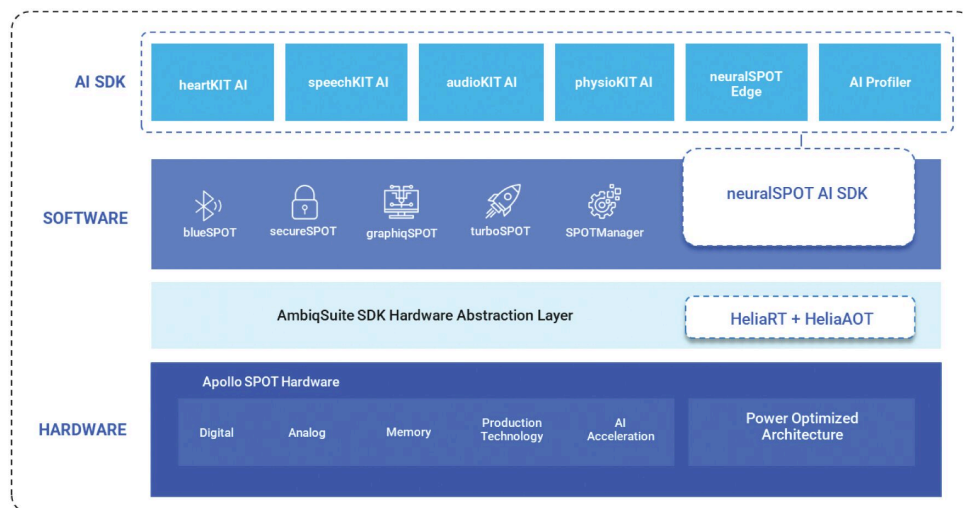 AI SDK
heartKIT AI
speechKIT AI
audioKIT AI
physioKIT AI
neuralSPOT
Edge
AI Profiler
SOFTWARE
blueSPOT
secureSPOT
graphiqSPOT
turboSPOT
SPOTManager
neuralSPOT AI SDK
AmbiqSuite SDK Hardware Abstraction Layer
HeliaRT + HeliaAOT
HARDWARE
Apollo SPOT Hardware
Digital
Analog
Memory
Production
Technology
AI
Acceleration
Power Optimized
Architecture